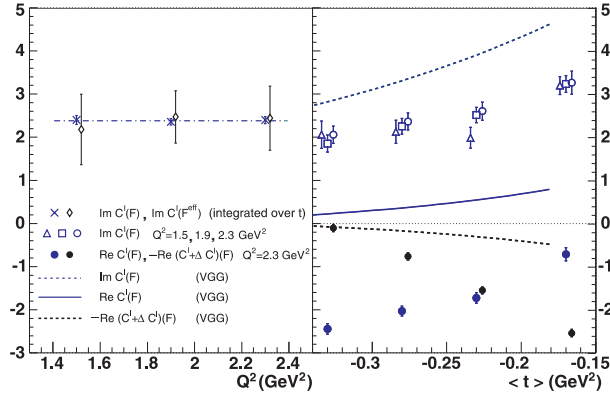 5 5
4 4
3 3
2 2
1 1
0 0
-1 -1
-2 -2
-3 -3
Im C^I(F) , Im C^I(F^eff) (integrated over t)
Im C^I(F) Q²=1.5, 1.9, 2.3 GeV²
Re C^I(F), −Re (C^I+Δ C^I)(F) Q²=2.3 GeV²
Im C^I(F) (VGG)
Re C^I(F) (VGG)
−Re (C^I+Δ C^I)(F) (VGG)
1.4 1.6 1.8 2 2.2 2.4 -0.3 -0.25 -0.2 -0.15
Q² (GeV²) < t > (GeV²)